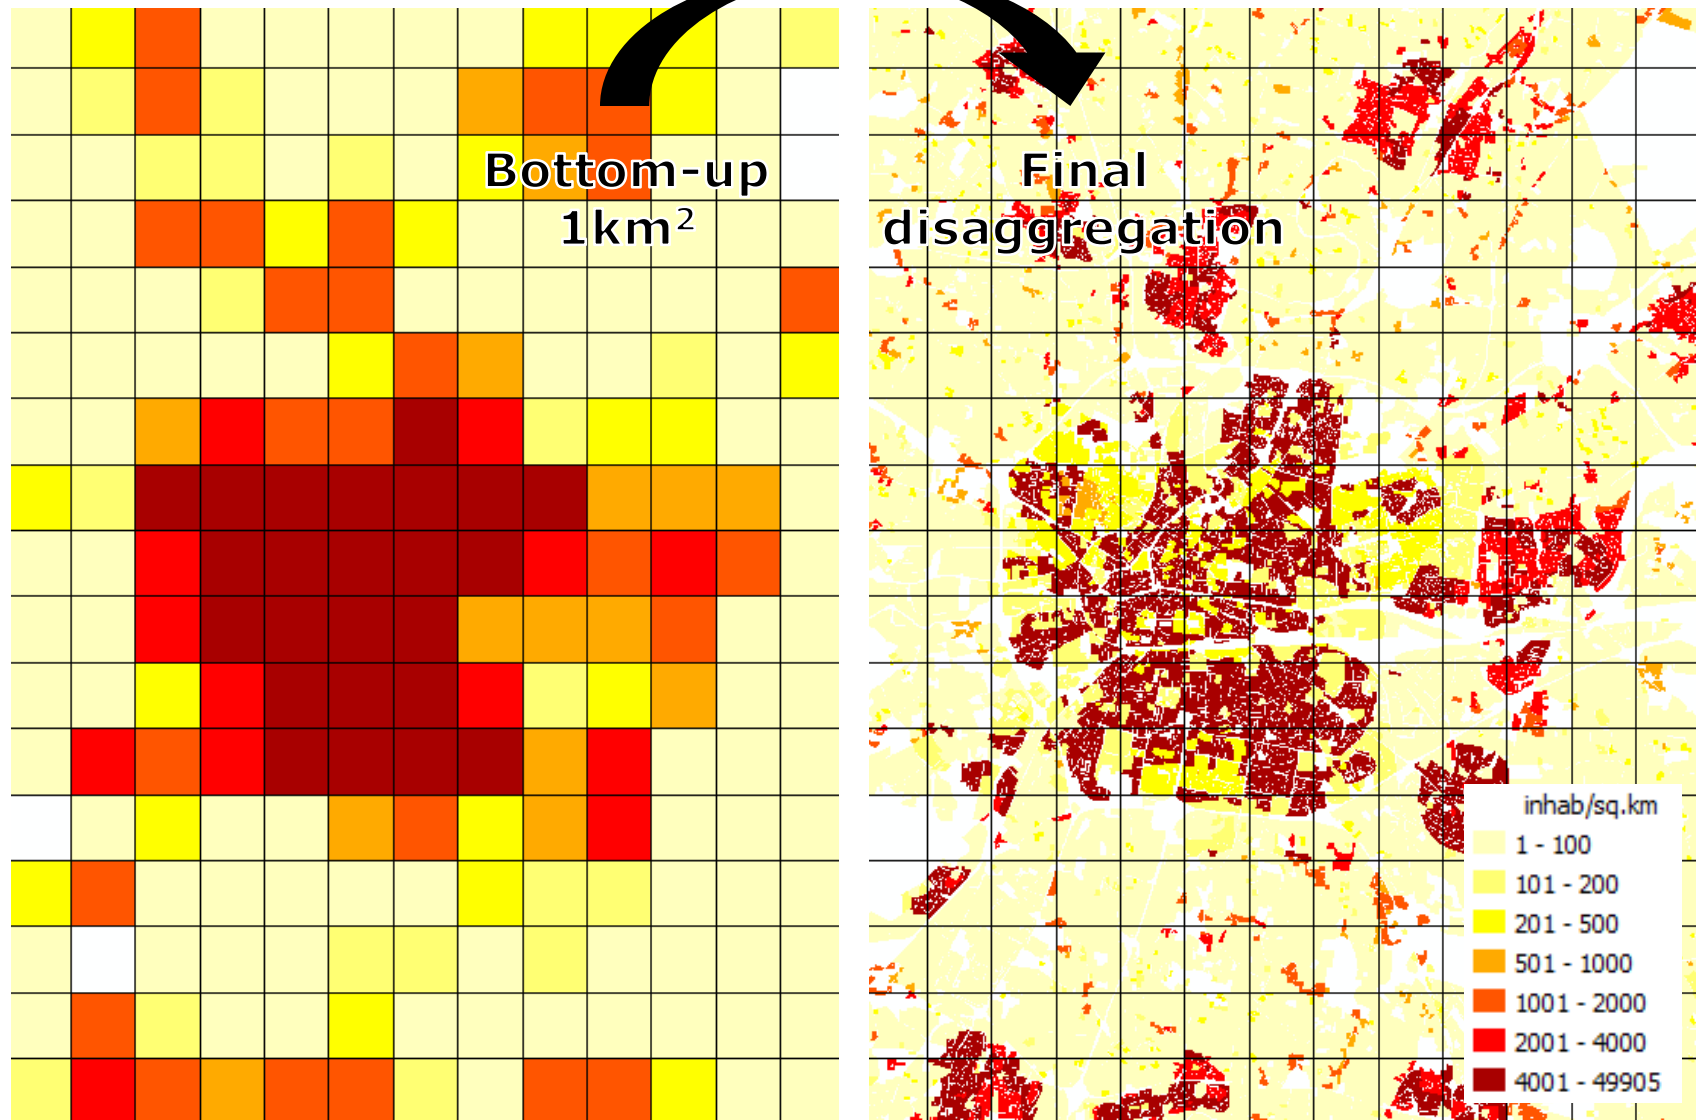 Bottom-up
1km²
Final
disaggregation
inhab/sq.km
1 - 100
101 - 200
201 - 500
501 - 1000
1001 - 2000
2001 - 4000
4001 - 49905